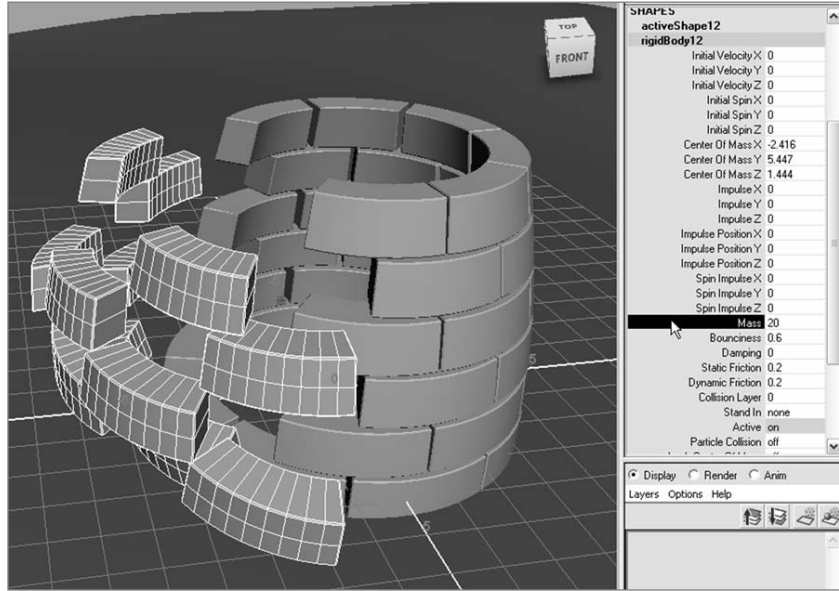 TOP
FRONT
0
5
5
SHAPES
activeShape12
rigidBody12
Initial Velocity X 0
Initial Velocity Y 0
Initial Velocity Z 0
Initial Spin X 0
Initial Spin Y 0
Initial Spin Z 0
Center Of Mass X -2.416
Center Of Mass Y 5.447
Center Of Mass Z 1.444
Impulse X 0
Impulse Y 0
Impulse Z 0
Impulse Position X 0
Impulse Position Y 0
Impulse Position Z 0
Spin Impulse X 0
Spin Impulse Y 0
Spin Impulse Z 0
Mass 20
Bounciness 0.6
Damping 0
Static Friction 0.2
Dynamic Friction 0.2
Collision Layer 0
Stand In none
Active on
Particle Collision off
Display Render Anim
Layers Options Help